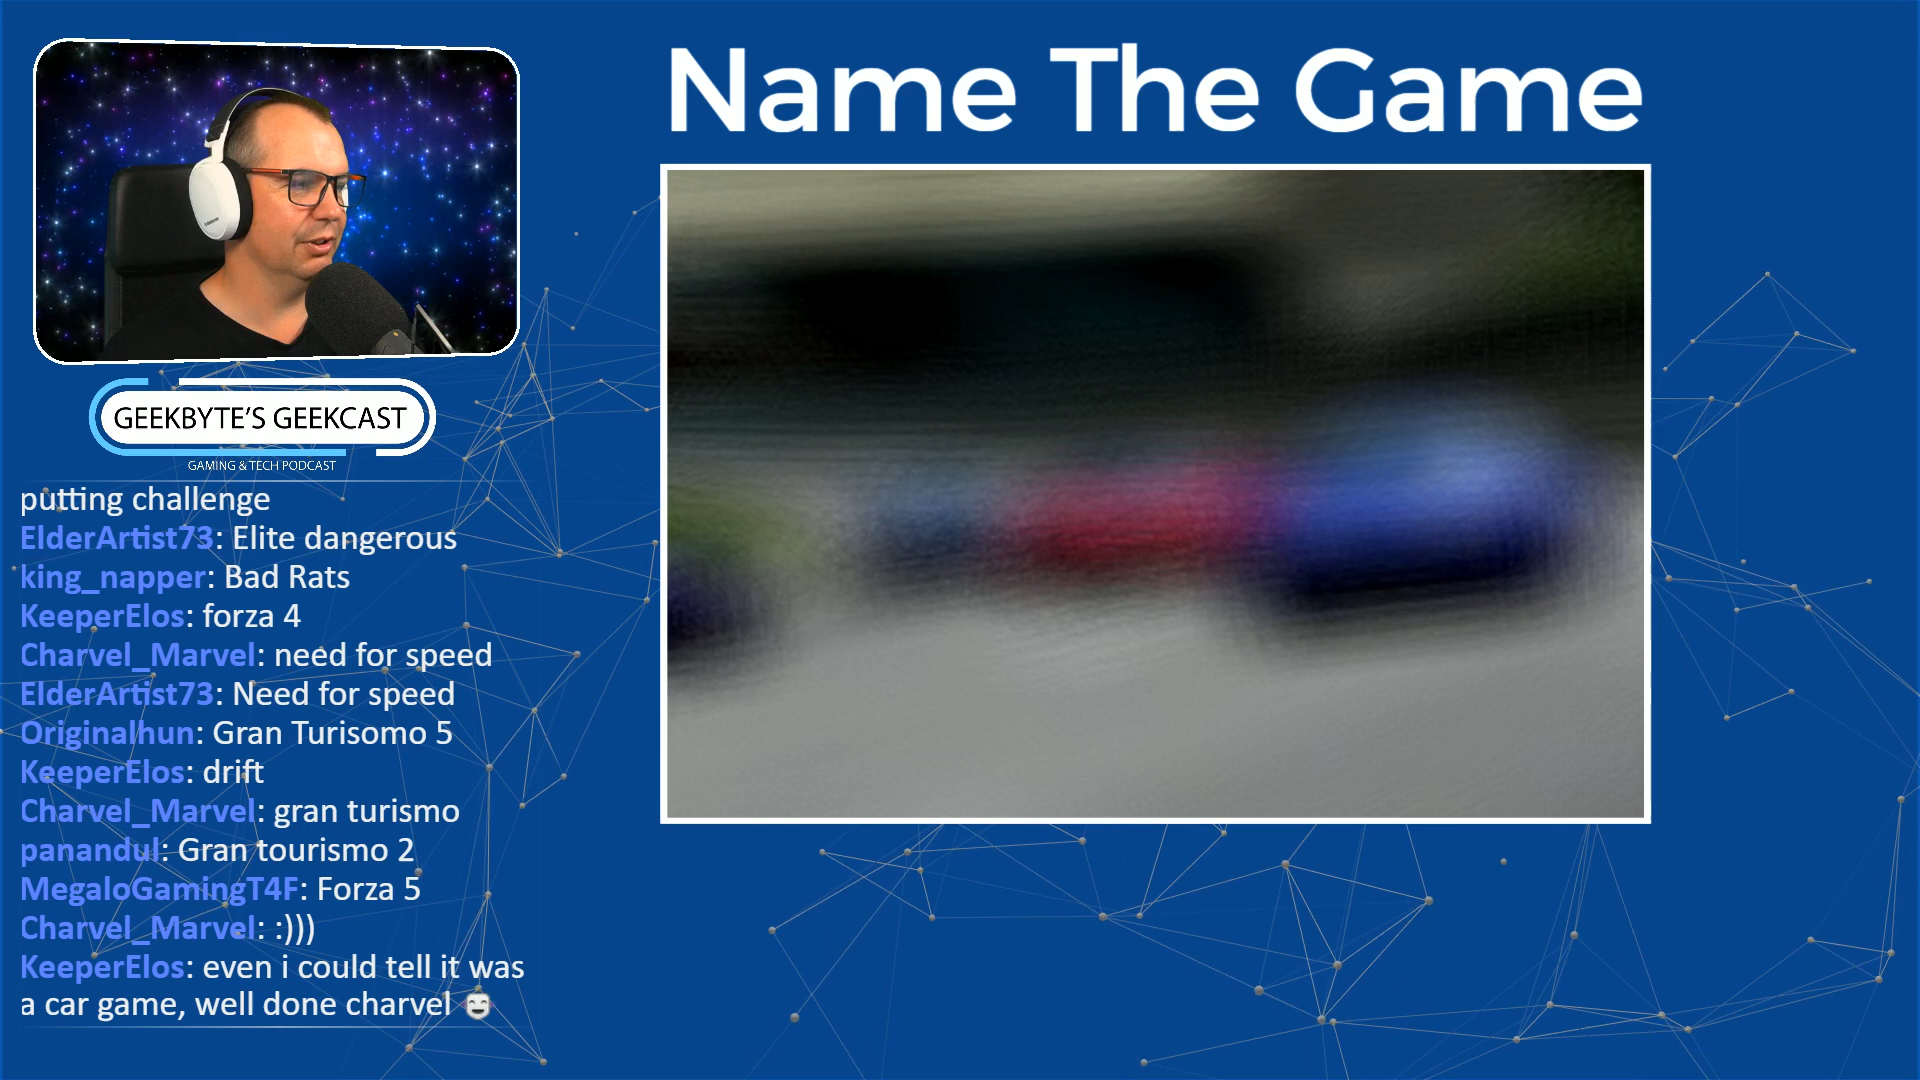 Name The Game
GEEKBYTE'S GEEKCAST
GAMING & TECH PODCAST
putting challenge
ElderArtist73: Elite dangerous
king_napper: Bad Rats
KeeperElos: forza 4
Charvel_Marvel: need for speed
ElderArtist73: Need for speed
Originalhun: Gran Turisomo 5
KeeperElos: drift
Charvel_Marvel: gran turismo
panandul: Gran tourismo 2
MegaloGamingT4F: Forza 5
Charvel_Marvel: :)))
KeeperElos: even i could tell it was
a car game, well done charvel